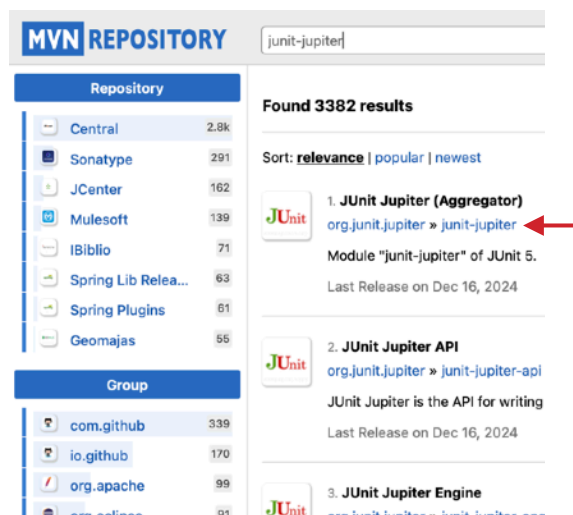 MVN REPOSITORY
junit-jupiter
Repository
Central 2.8k
Sonatype 291
JCenter 162
Mulesoft 139
IBiblio 71
Spring Lib Relea... 63
Spring Plugins 61
Geomajas 55
Group
com.github 339
io.github 170
org.apache 99
91
Found 3382 results
Sort: relevance | popular | newest
JUnit
1. JUnit Jupiter (Aggregator)
org.junit.jupiter » junit-jupiter
Module "junit-jupiter" of JUnit 5.
Last Release on Dec 16, 2024
JUnit
2. JUnit Jupiter API
org.junit.jupiter » junit-jupiter-api
JUnit Jupiter is the API for writing
Last Release on Dec 16, 2024
JUnit
3. JUnit Jupiter Engine